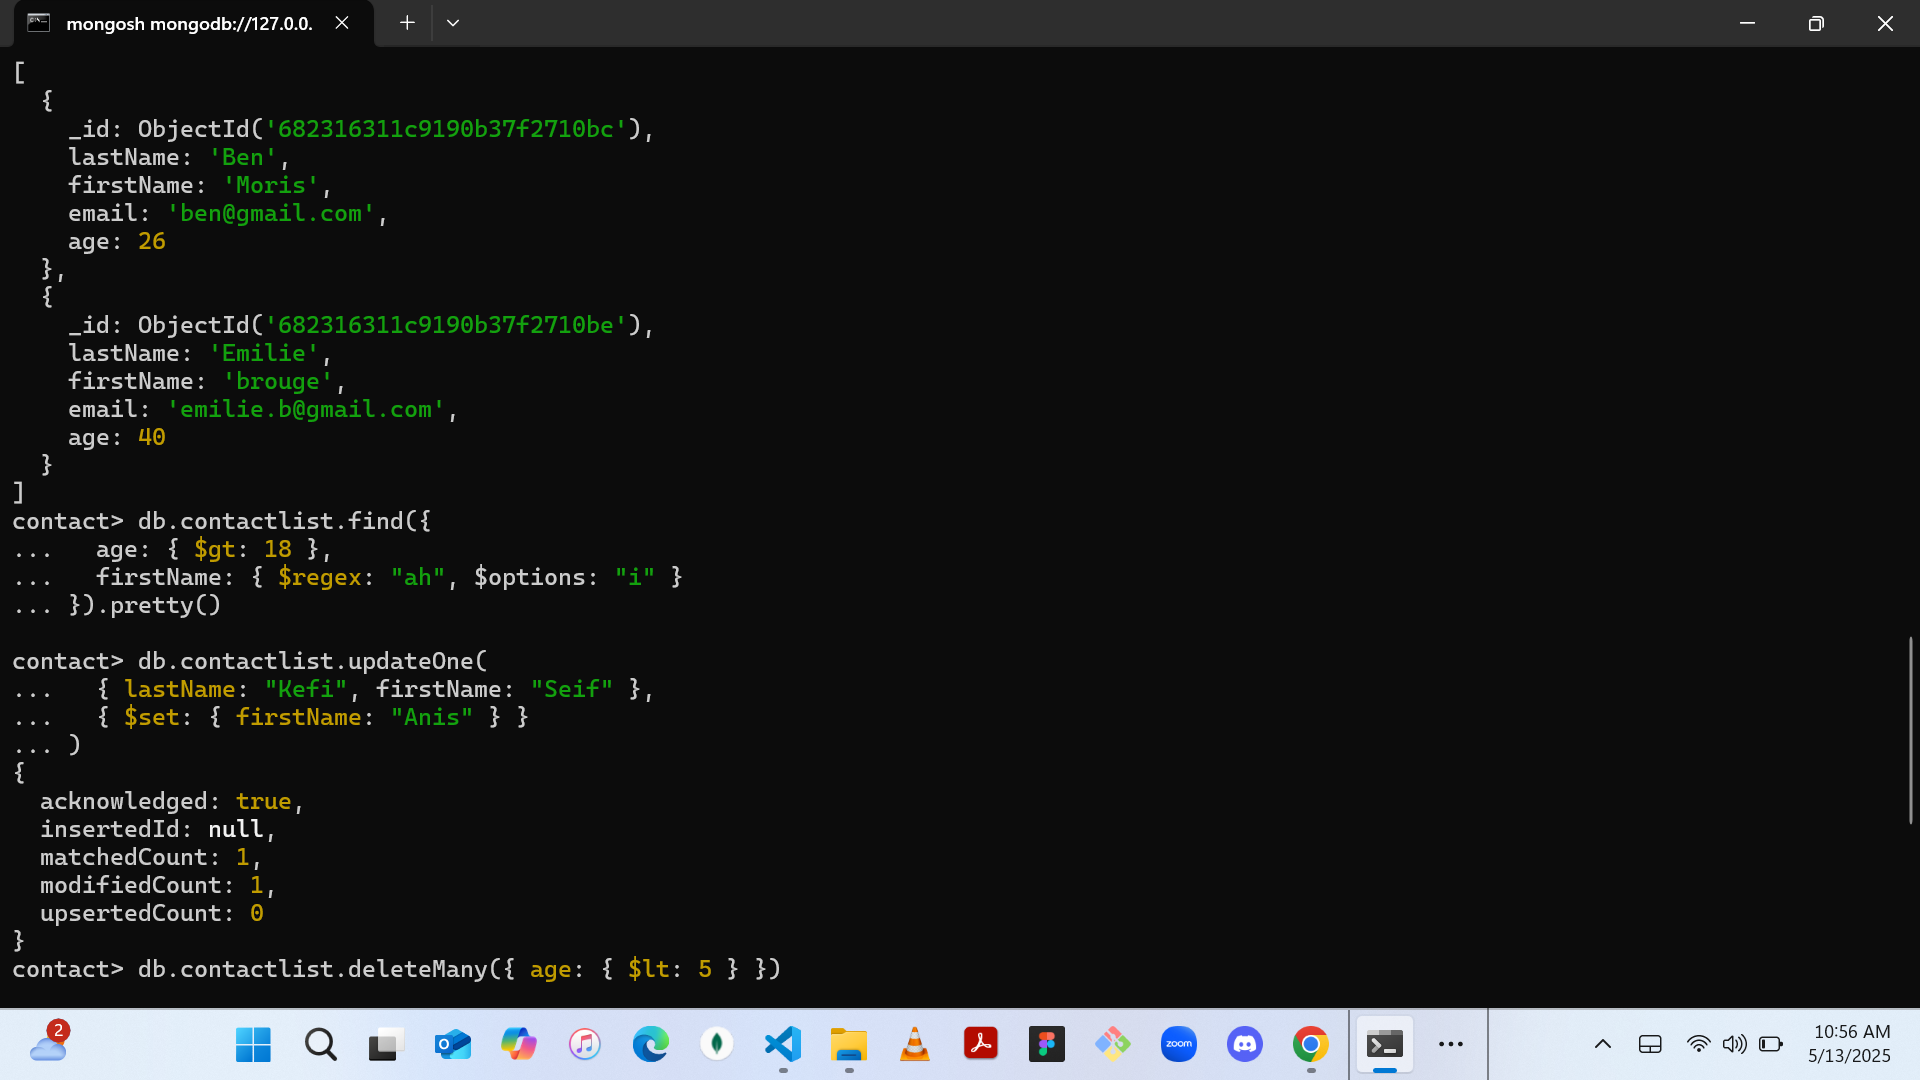 mongosh mongodb://127.0.0.
[
  {
    _id: ObjectId('682316311c9190b37f2710bc'),
    lastName: 'Ben',
    firstName: 'Moris',
    email: 'ben@gmail.com',
    age: 26
  },
  {
    _id: ObjectId('682316311c9190b37f2710be'),
    lastName: 'Emilie',
    firstName: 'brouge',
    email: 'emilie.b@gmail.com',
    age: 40
  }
]
contact> db.contactlist.find({
...   age: { $gt: 18 },
...   firstName: { $regex: "ah", $options: "i" }
... }).pretty()
contact> db.contactlist.updateOne(
...   { lastName: "Kefi", firstName: "Seif" },
...   { $set: { firstName: "Anis" } }
... )
{
  acknowledged: true,
  insertedId: null,
  matchedCount: 1,
  modifiedCount: 1,
  upsertedCount: 0
}
contact> db.contactlist.deleteMany({ age: { $lt: 5 } })
2
zoom
10:56 AM
5/13/2025